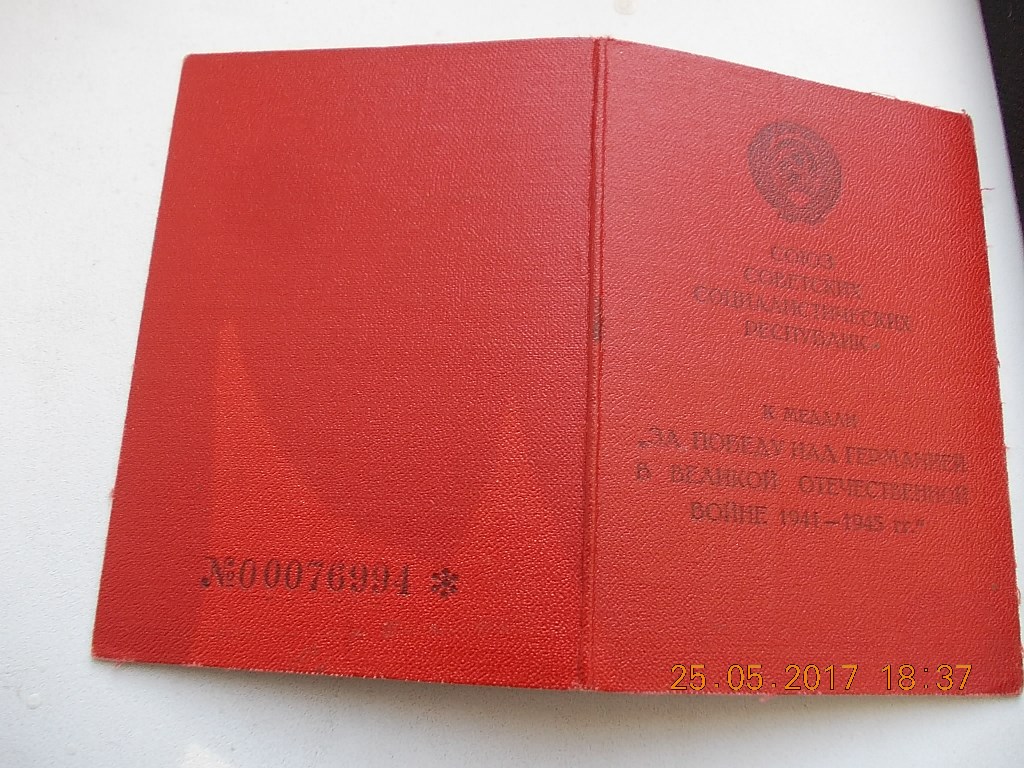 №00076994 *
СОЮЗ
СОВЕТСКИХ
СОЦИАЛИСТИЧЕСКИХ
РЕСПУБЛИК
К МЕДАЛИ
„ЗА ПОБЕДУ НАД ГЕРМАНИЕЙ
В ВЕЛИКОЙ ОТЕЧЕСТВЕННОЙ
ВОЙНЕ 1941—1945 гг."
25.05.2017 18:37